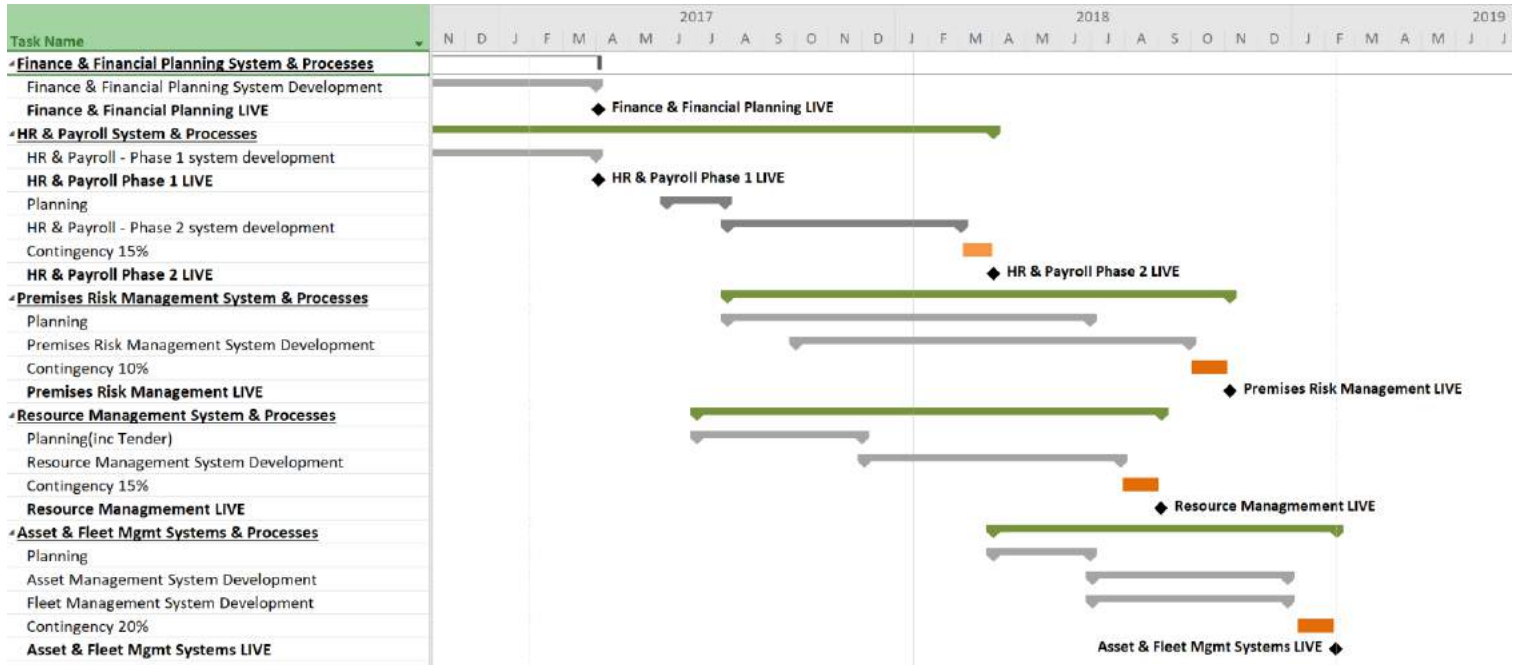 2017 2018 2019
Task Name N D J F M A M J J A S O N D J F M A M J J A S O N D J F M A M J J
Finance & Financial Planning System & Processes
Finance & Financial Planning System Development
Finance & Financial Planning LIVE Finance & Financial Planning LIVE
HR & Payroll System & Processes
HR & Payroll - Phase 1 system development
HR & Payroll Phase 1 LIVE HR & Payroll Phase 1 LIVE
Planning
HR & Payroll - Phase 2 system development
Contingency 15%
HR & Payroll Phase 2 LIVE HR & Payroll Phase 2 LIVE
Premises Risk Management System & Processes
Planning
Premises Risk Management System Development
Contingency 10%
Premises Risk Management LIVE Premises Risk Management LIVE
Resource Management System & Processes
Planning(inc Tender)
Resource Management System Development
Contingency 15%
Resource Managmement LIVE Resource Managmement LIVE
Asset & Fleet Mgmt Systems & Processes
Planning
Asset Management System Development
Fleet Management System Development
Contingency 20%
Asset & Fleet Mgmt Systems LIVE Asset & Fleet Mgmt Systems LIVE